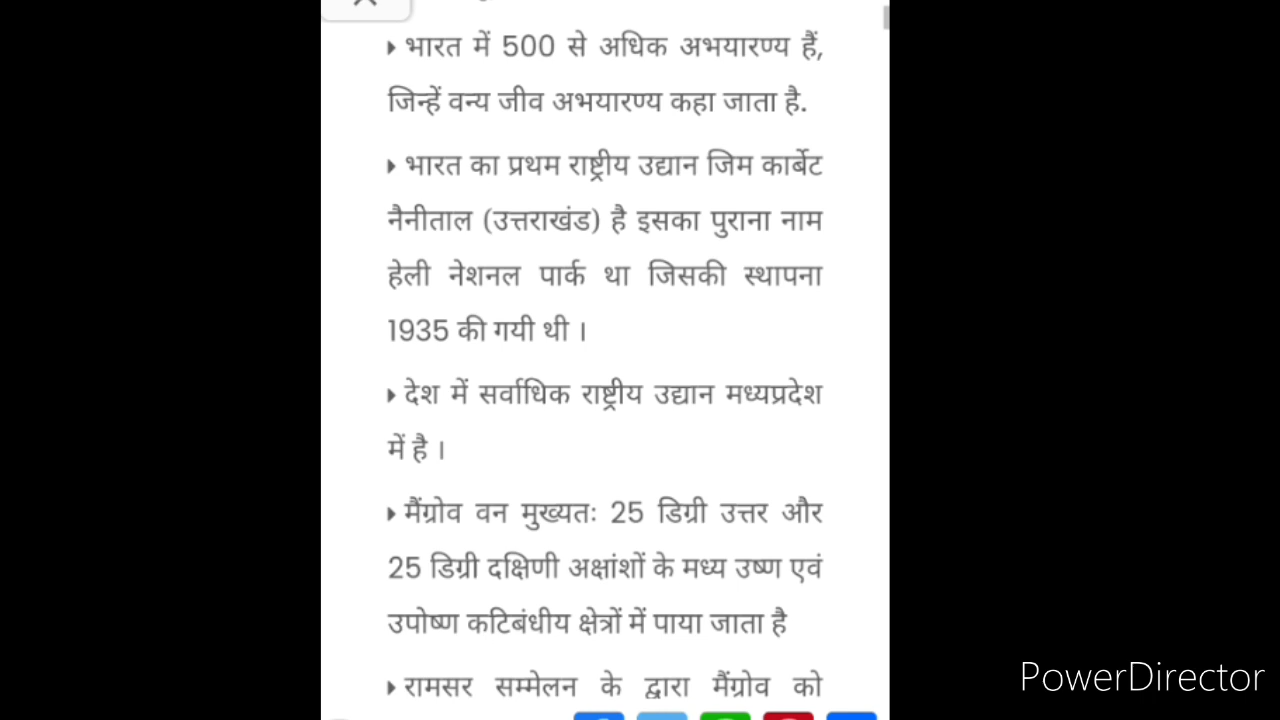 ▸ भारत में 500 से अधिक अभयारण्य हैं,
जिन्हें वन्य जीव अभयारण्य कहा जाता है.
▸ भारत का प्रथम राष्ट्रीय उद्यान जिम कार्बेट
नैनीताल (उत्तराखंड) है इसका पुराना नाम
हेली नेशनल पार्क था जिसकी स्थापना
1935 की गयी थी ।
▸ देश में सर्वाधिक राष्ट्रीय उद्यान मध्यप्रदेश
में है ।
▸ मैंग्रोव वन मुख्यतः 25 डिग्री उत्तर और
25 डिग्री दक्षिणी अक्षांशों के मध्य उष्ण एवं
उपोष्ण कटिबंधीय क्षेत्रों में पाया जाता है
▸ रामसर सम्मेलन के द्वारा मैंग्रोव को
PowerDirector